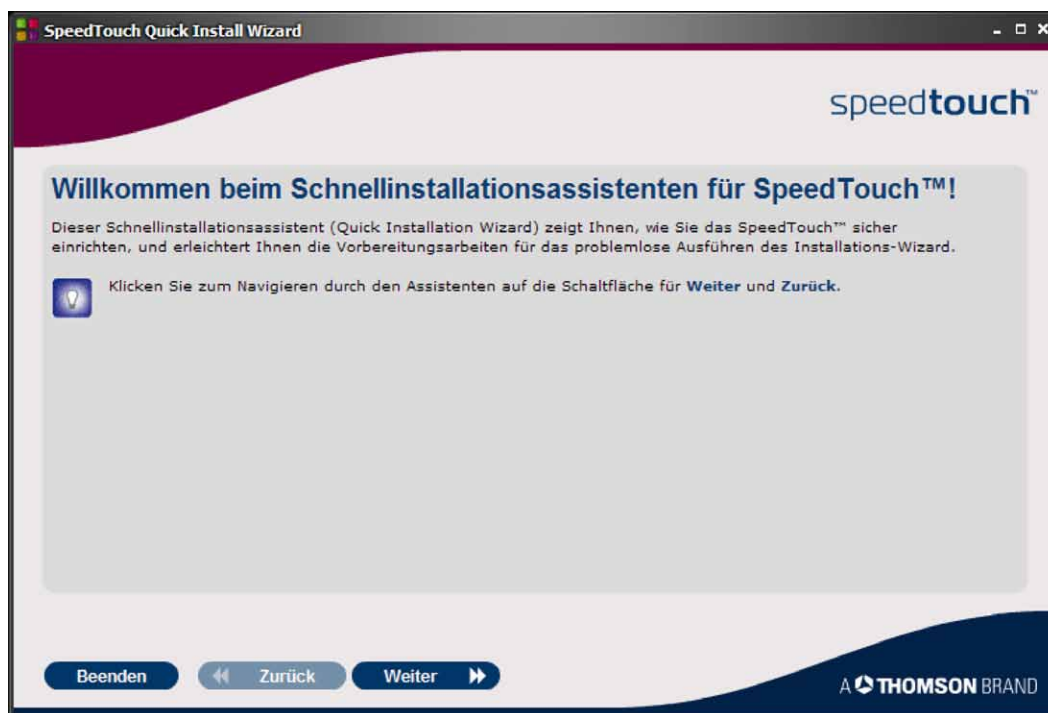 SpeedTouch Quick Install Wizard
speedtouch™
Willkommen beim Schnellinstallationsassistenten für SpeedTouch™!
Dieser Schnellinstallationsassistent (Quick Installation Wizard) zeigt Ihnen, wie Sie das SpeedTouch™ sicher
einrichten, und erleichtert Ihnen die Vorbereitungsarbeiten für das problemlose Ausführen des Installations-Wizard.
Klicken Sie zum Navigieren durch den Assistenten auf die Schaltfläche für Weiter und Zurück.
Beenden
Zurück
Weiter
A THOMSON BRAND